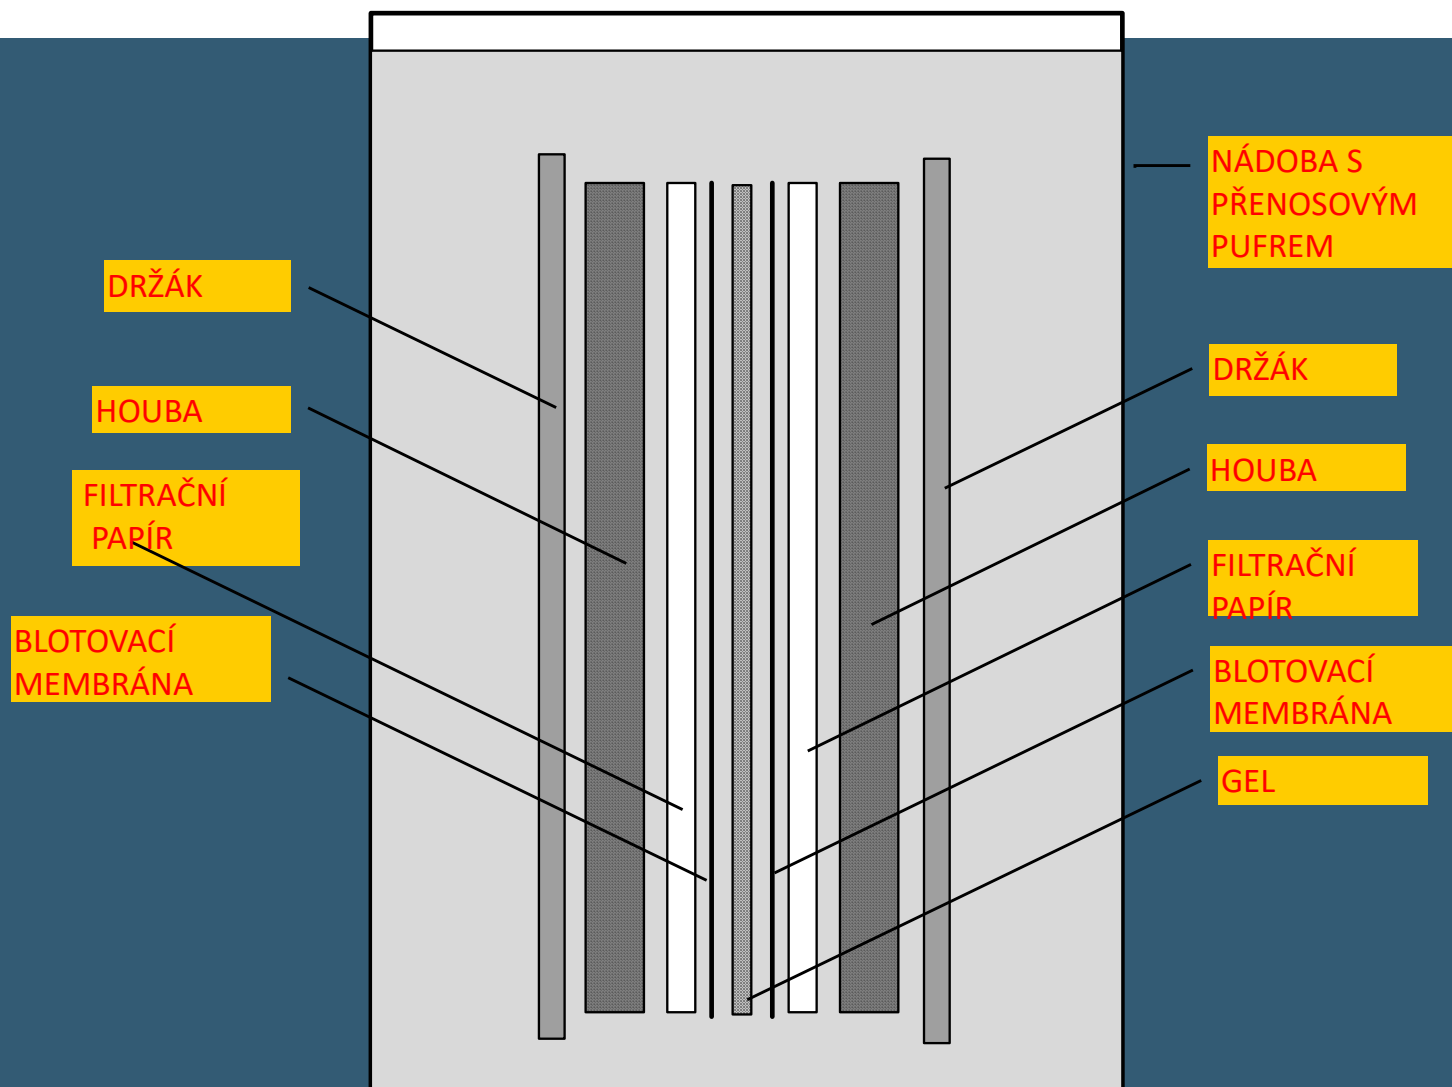 DRŽÁK
HOUBA
FILTRAČNÍ
PAPÍR
BLOTOVACÍ
MEMBRÁNA
NÁDOBA S
PŘENOSOVÝM
PUFREM
DRŽÁK
HOUBA
FILTRAČNÍ
PAPÍR
BLOTOVACÍ
MEMBRÁNA
GEL